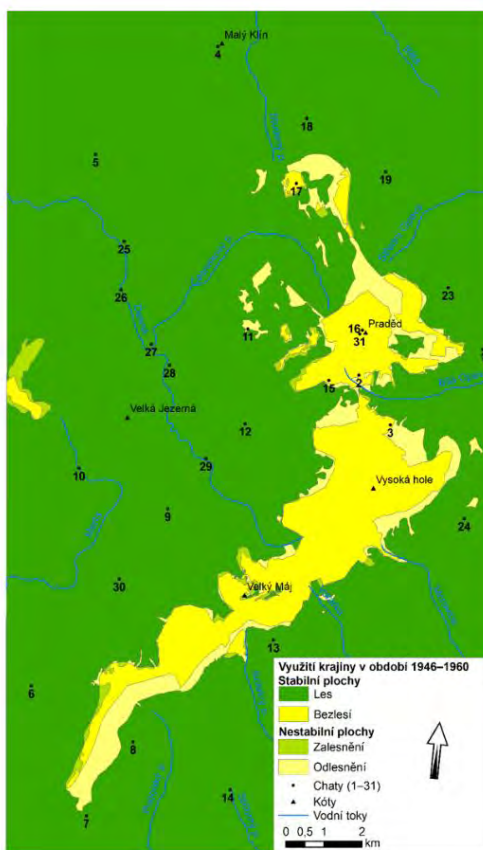 Malý Klín
4
18
5
17
19
25
26
23
11
16
Praděd
31
27
28
2
15
Velká Jezerná
12
3
29
10
Vysoká hole
9
24
30
Velký Máj
13
6
8
14
7
Využití krajiny v období 1946–1960
Stabilní plochy
Les
Bezlesí
Nestabilní plochy
Zalesnění
Odlesnění
Chaty (1–31)
Kóty
Vodní toky
0 0,5 1 2
km